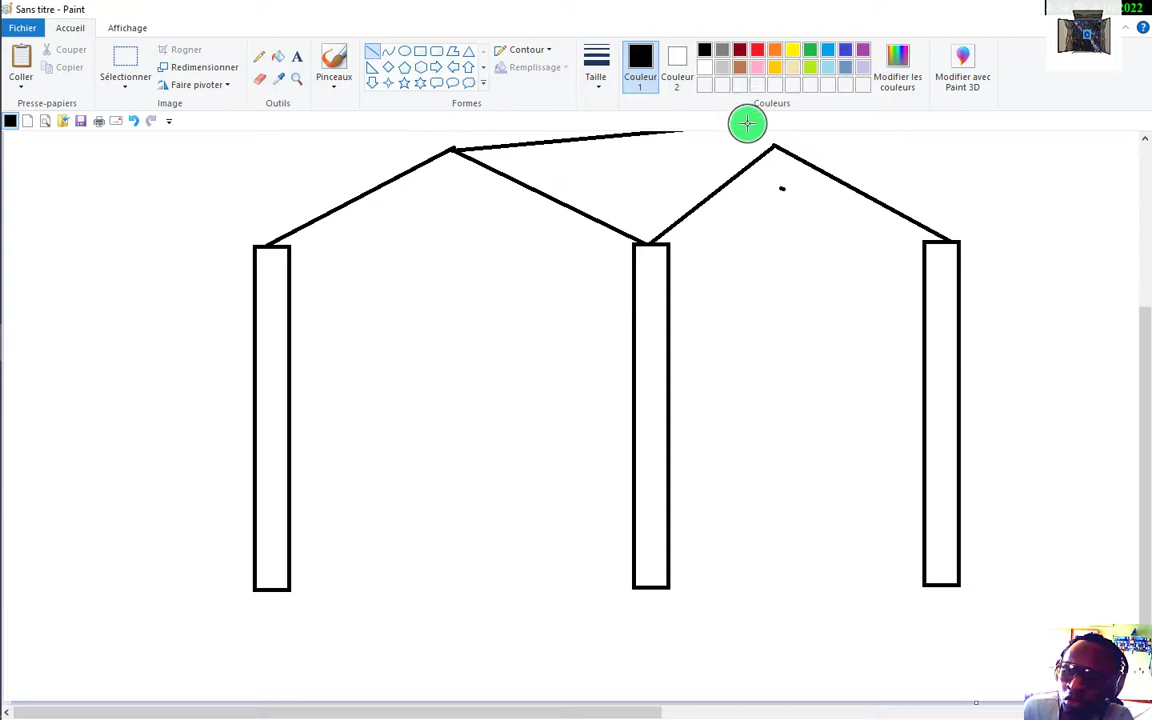 Sans titre - Paint
2022
Fichier
Accueil
Affichage
Coller
Couper
Copier
Presse-papiers
Sélectionner
Rogner
Redimensionner
Faire pivoter
Image
A
Outils
Pinceaux
Formes
Contour
Remplissage
Taille
Couleur
1
Couleur
2
Couleurs
Modifier les
couleurs
Modifier avec
Paint 3D